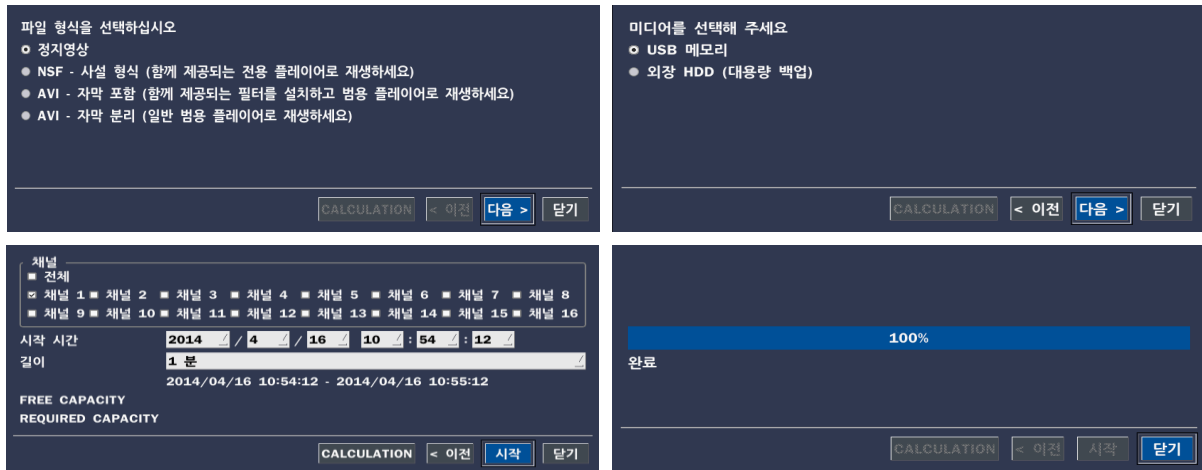 파일 형식을 선택하십시오
정지영상
NSF - 사설 형식 (함께 제공되는 전용 플레이어로 재생하세요)
AVI - 자막 포함 (함께 제공되는 필터를 설치하고 범용 플레이어로 재생하세요)
AVI - 자막 분리 (일반 범용 플레이어로 재생하세요)
CALCULATION < 이전 다음 > 닫기
미디어를 선택해 주세요
USB 메모리
외장 HDD (대용량 백업)
CALCULATION < 이전 다음 > 닫기
채널
전체
채널 1 채널 2 채널 3 채널 4 채널 5 채널 6 채널 7 채널 8
채널 9 채널 10 채널 11 채널 12 채널 13 채널 14 채널 15 채널 16
시작 시간 2014 / 4 / 16 10 : 54 : 12
길이 1 분
2014/04/16 10:54:12 - 2014/04/16 10:55:12
FREE CAPACITY
REQUIRED CAPACITY
CALCULATION < 이전 시작 닫기
100%
완료
CALCULATION < 이전 시작 닫기